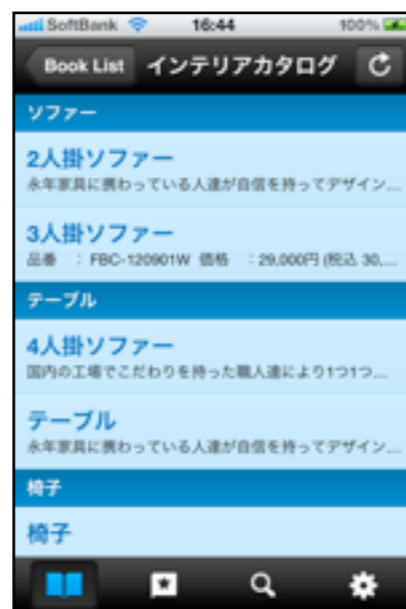 SoftBank 16:44 100%
Book List インテリアカタログ
ソファー
2人掛ソファー
永年家具に携わっている人達が自信を持ってデザイン...
3人掛ソファー
品番 : FBC-120901W 価格 : 29,000円 (税込 30,...
テーブル
4人掛ソファー
国内の工場でこだわりを持った職人達により1つ1つ...
テーブル
永年家具に携わっている人達が自信を持ってデザイン...
椅子
椅子